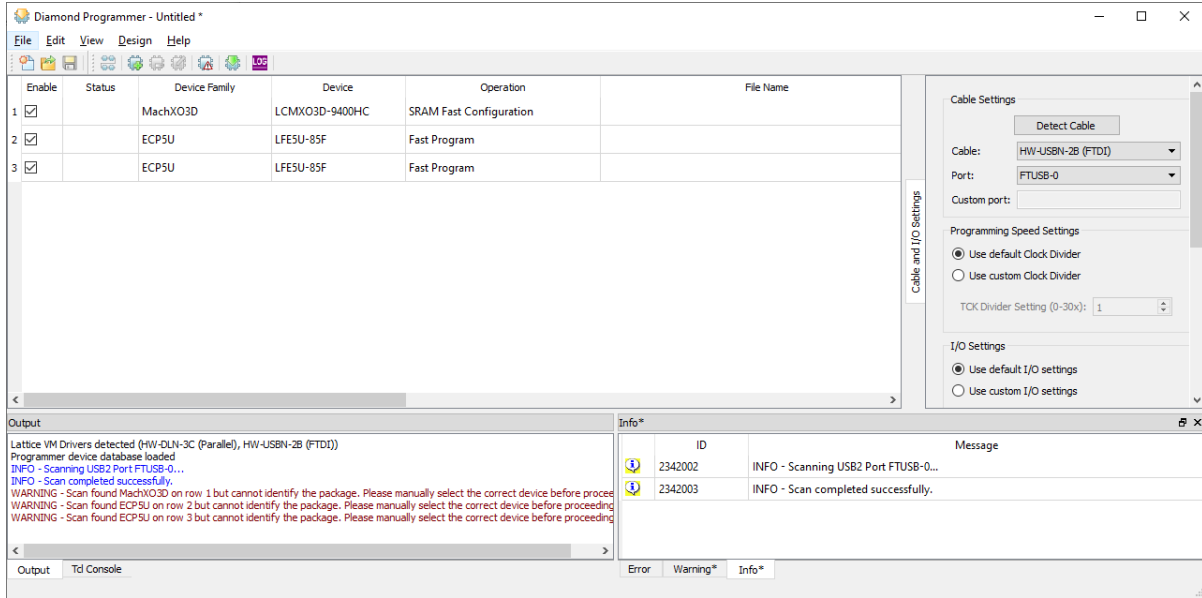 Diamond Programmer - Untitled *
File Edit View Design Help
LOG
Enable Status Device Family Device Operation File Name
1 MachXO3D LCMXO3D-9400HC SRAM Fast Configuration
2 ECP5U LFE5U-85F Fast Program
3 ECP5U LFE5U-85F Fast Program
Cable and I/O Settings
Cable Settings
Detect Cable
Cable: HW-USBN-2B (FTDI)
Port: FTUSB-0
Custom port:
Programming Speed Settings
Use default Clock Divider
Use custom Clock Divider
TCK Divider Setting (0-30x): 1
I/O Settings
Use default I/O settings
Use custom I/O settings
Output
Lattice VM Drivers detected (HW-DLN-3C (Parallel), HW-USBN-2B (FTDI))
Programmer device database loaded
INFO - Scanning USB2 Port FTUSB-0...
INFO - Scan completed successfully.
WARNING - Scan found MachXO3D on row 1 but cannot identify the package. Please manually select the correct device before procee
WARNING - Scan found ECP5U on row 2 but cannot identify the package. Please manually select the correct device before proceeding
WARNING - Scan found ECP5U on row 3 but cannot identify the package. Please manually select the correct device before proceeding
Output Tcl Console
Info*
ID Message
2342002 INFO - Scanning USB2 Port FTUSB-0...
2342003 INFO - Scan completed successfully.
Error Warning* Info*